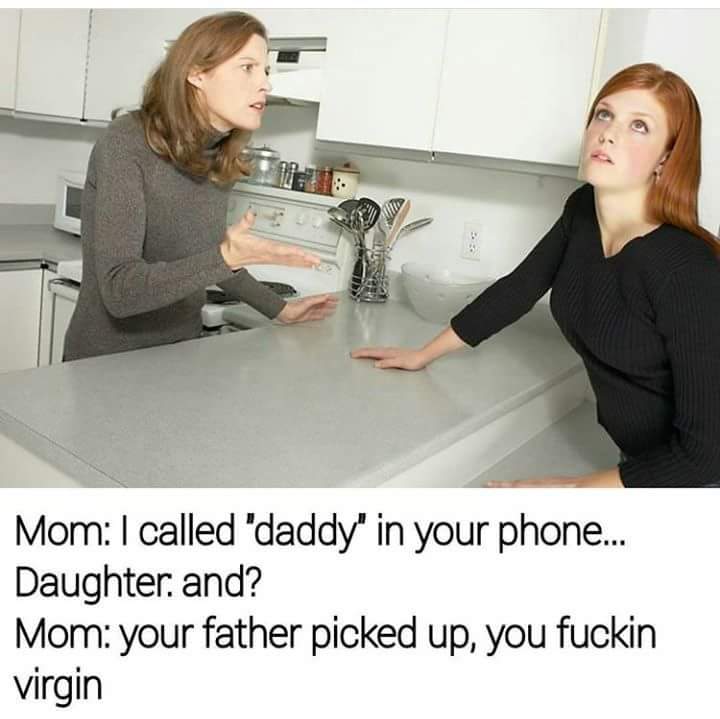 Mom: I called "daddy" in your phone...
Daughter: and?
Mom: your father picked up, you fuckin
virgin